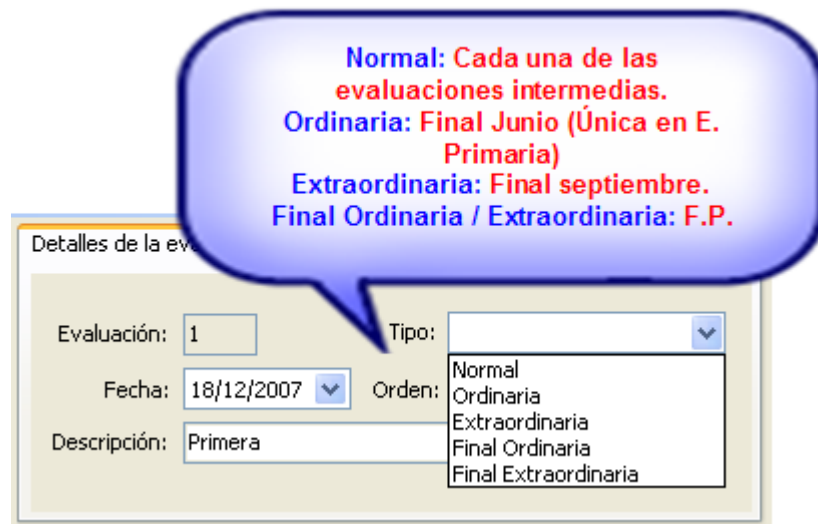 Normal: Cada una de las
evaluaciones intermedias.
Ordinaria: Final Junio (Única en E.
Primaria)
Extraordinaria: Final septiembre.
Final Ordinaria / Extraordinaria: F.P.
Detalles de la
Evaluación: 1 Tipo:
Fecha: 18/12/2007 Orden:
Descripción: Primera
Normal
Ordinaria
Extraordinaria
Final Ordinaria
Final Extraordinaria